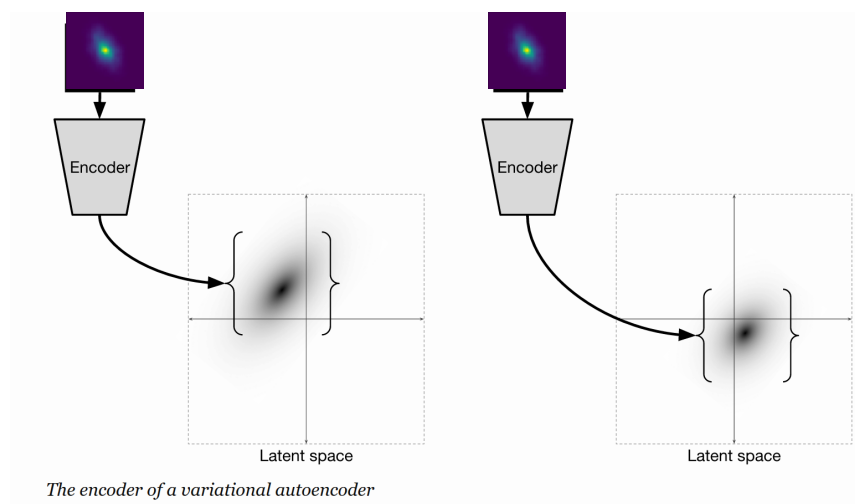 Encoder
Encoder
Latent space
Latent space
The encoder of a variational autoencoder